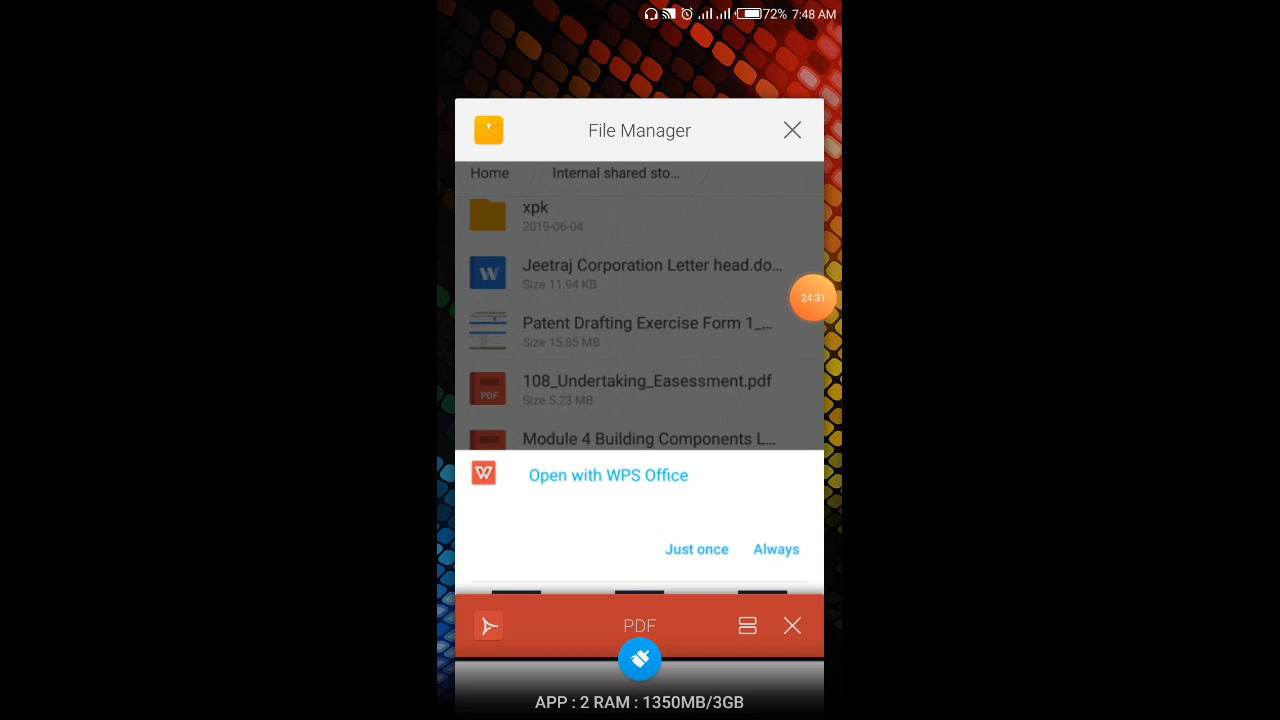 72% 7:48 AM
File Manager
Home Internal shared sto...
xpk
2019-06-04
W Jeetraj Corporation Letter head.do...
Size 11.94 KB
24:31
Patent Drafting Exercise Form 1_...
Size 15.85 MB
108_Undertaking_Easessment.pdf
PDF Size 5.23 MB
Module 4 Building Components L...
W Open with WPS Office
Just once Always
PDF
APP : 2 RAM : 1350MB/3GB